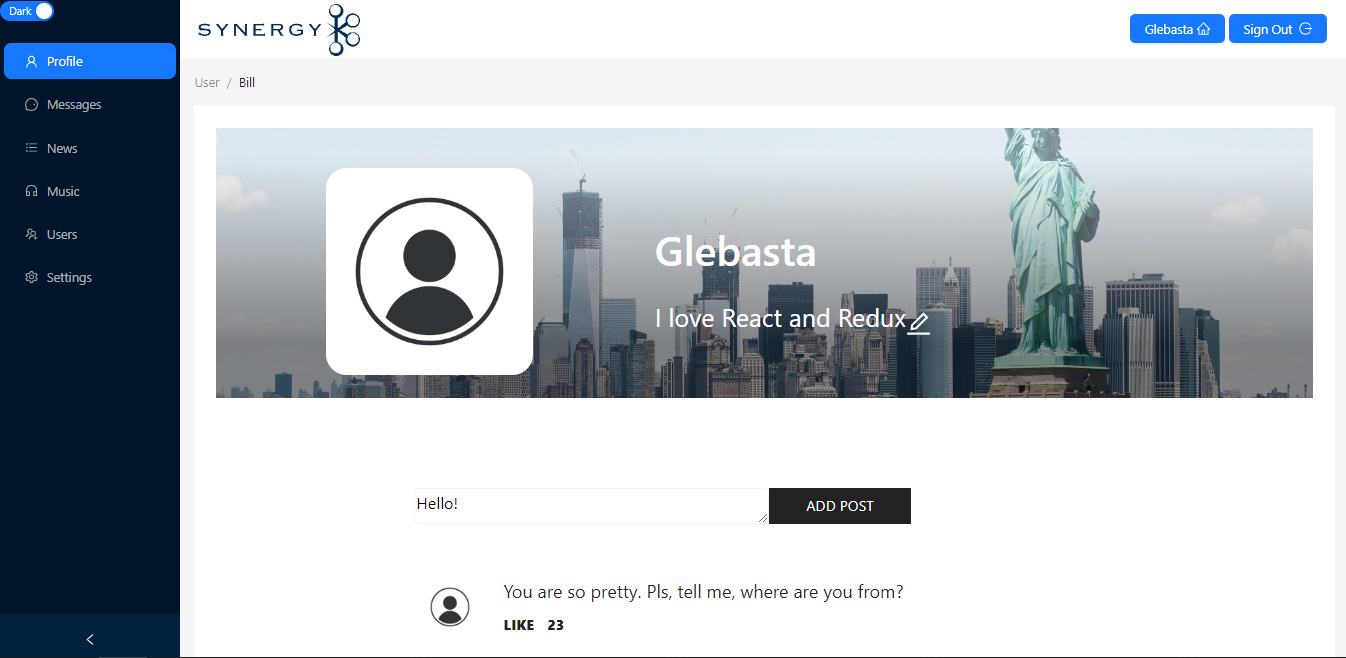 Dark
Profile
Messages
News
Music
Users
Settings
SYNERGY
Glebasta
Sign Out
User / Bill
Glebasta
I love React and Redux
Hello!
ADD POST
You are so pretty. Pls, tell me, where are you from?
LIKE 23